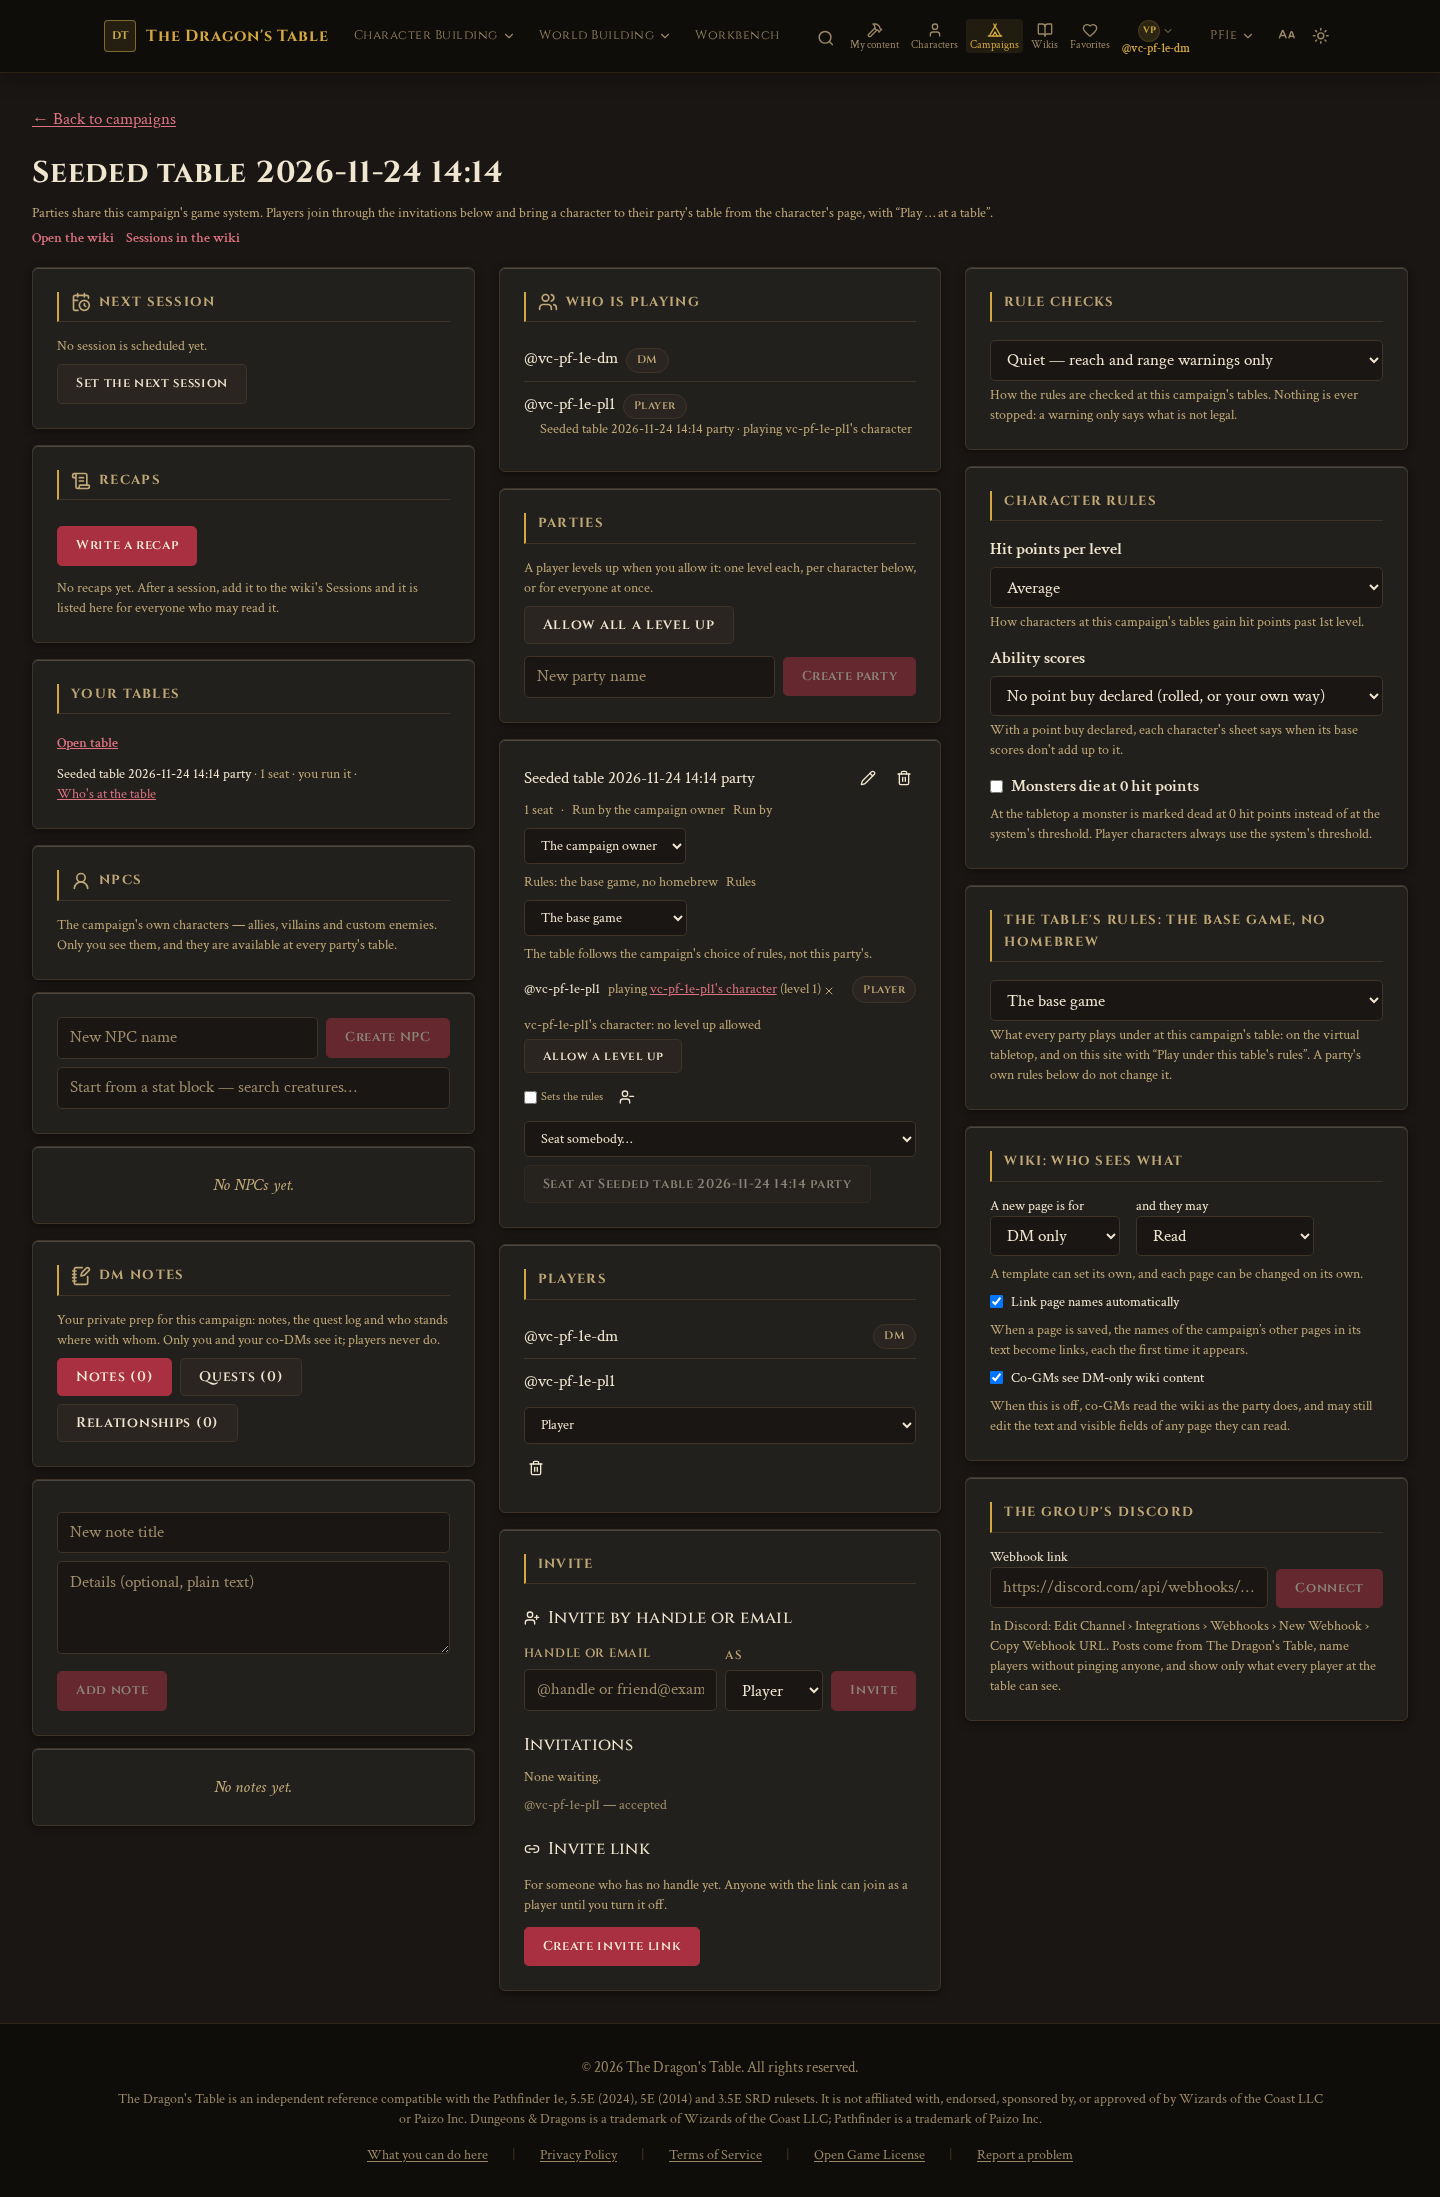 DT The Dragon's Table Character Building World Building Workbench My content Characters Campaigns Wikis Favorites VP @vc-pf-1e-dm PF1e AA
← Back to campaigns
Seeded table 2026-11-24 14:14
Parties share this campaign's game system. Players join through the invitations below and bring a character to their party's table from the character's page, with “Play … at a table”.
Open the wiki Sessions in the wiki
Next session
No session is scheduled yet.
Set the next session
Recaps
Write a recap
No recaps yet. After a session, add it to the wiki's Sessions and it is
listed here for everyone who may read it.
Your tables
Open table
Seeded table 2026-11-24 14:14 party · 1 seat · you run it ·
Who's at the table
NPCs
The campaign's own characters — allies, villains and custom enemies.
Only you see them, and they are available at every party's table.
New NPC name Create NPC
Start from a stat block — search creatures…
No NPCs yet.
DM notes
Your private prep for this campaign: notes, the quest log and who stands
where with whom. Only you and your co-DMs see it; players never do.
Notes (0) Quests (0)
Relationships (0)
New note title
Details (optional, plain text)
Add note
No notes yet.
Who is playing
@vc-pf-1e-dm DM
@vc-pf-1e-pl1 Player
Seeded table 2026-11-24 14:14 party · playing vc-pf-1e-pl1's character
Parties
A player levels up when you allow it: one level each, per character below,
or for everyone at once.
Allow all a level up
New party name Create party
Seeded table 2026-11-24 14:14 party
1 seat · Run by the campaign owner Run by
The campaign owner
Rules: the base game, no homebrew Rules
The base game
The table follows the campaign's choice of rules, not this party's.
@vc-pf-1e-pl1 playing vc-pf-1e-pl1's character (level 1) × Player
vc-pf-1e-pl1's character: no level up allowed
Allow a level up
Sets the rules
Seat somebody…
Seat at Seeded table 2026-11-24 14:14 party
Players
@vc-pf-1e-dm DM
@vc-pf-1e-pl1
Player
Invite
Invite by handle or email
Handle or email As
@handle or friend@exam Player Invite
Invitations
None waiting.
@vc-pf-1e-pl1 — accepted
Invite link
For someone who has no handle yet. Anyone with the link can join as a
player until you turn it off.
Create invite link
Rule checks
Quiet — reach and range warnings only
How the rules are checked at this campaign's tables. Nothing is ever
stopped: a warning only says what is not legal.
Character rules
Hit points per level
Average
How characters at this campaign's tables gain hit points past 1st level.
Ability scores
No point buy declared (rolled, or your own way)
With a point buy declared, each character's sheet says when its base
scores don't add up to it.
Monsters die at 0 hit points
At the tabletop a monster is marked dead at 0 hit points instead of at the
system's threshold. Player characters always use the system's threshold.
The table's rules: the base game, no
homebrew
The base game
What every party plays under at this campaign's table: on the virtual
tabletop, and on this site with “Play under this table's rules”. A party's
own rules below do not change it.
Wiki: who sees what
A new page is for and they may
DM only Read
A template can set its own, and each page can be changed on its own.
Link page names automatically
When a page is saved, the names of the campaign’s other pages in its
text become links, each the first time it appears.
Co-GMs see DM-only wiki content
When this is off, co-GMs read the wiki as the party does, and may still
edit the text and visible fields of any page they can read.
The group's Discord
Webhook link
https://discord.com/api/webhooks/… Connect
In Discord: Edit Channel › Integrations › Webhooks › New Webhook ›
Copy Webhook URL. Posts come from The Dragon's Table, name
players without pinging anyone, and show only what every player at the
table can see.
© 2026 The Dragon's Table. All rights reserved.
The Dragon's Table is an independent reference compatible with the Pathfinder 1e, 5.5E (2024), 5E (2014) and 3.5E SRD rulesets. It is not affiliated with, endorsed, sponsored by, or approved of by Wizards of the Coast LLC
or Paizo Inc. Dungeons & Dragons is a trademark of Wizards of the Coast LLC; Pathfinder is a trademark of Paizo Inc.
What you can do here | Privacy Policy | Terms of Service | Open Game License | Report a problem